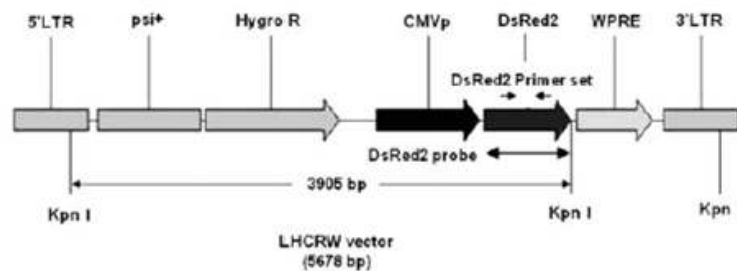 5'LTR psi+ Hygro R CMVp DsRed2 WPRE 3'LTR
DsRed2 Primer set
DsRed2 probe
3905 bp
Kpn I Kpn I Kpn
LHCRW vector
(5678 bp)